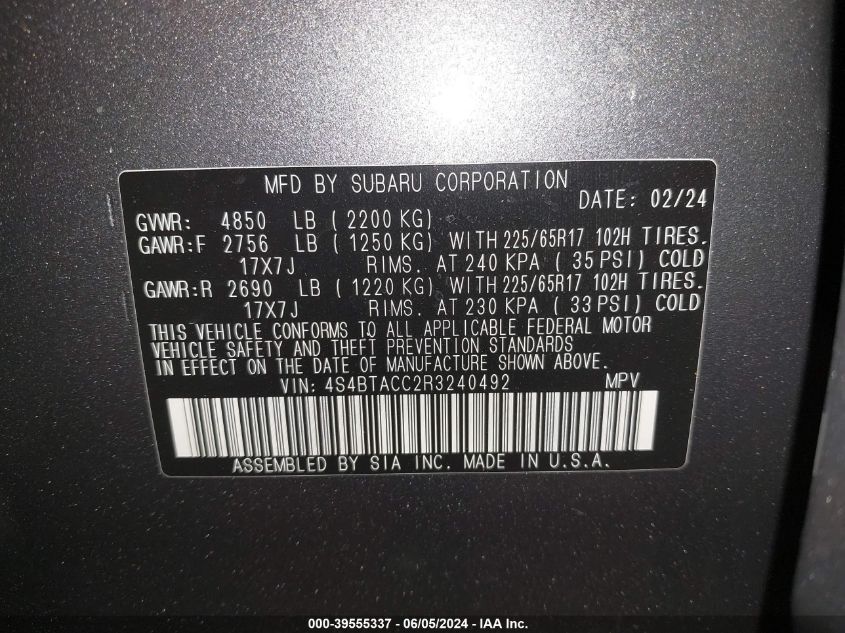 MFD BY SUBARU CORPORATION
DATE: 02/24
GVWR: 4850 LB ( 2200 KG)
GAWR:F 2756 LB ( 1250 KG) WITH 225/65R17 102H TIRES.
17X7J RIMS. AT 240 KPA ( 35 PSI) COLD
GAWR:R 2690 LB ( 1220 KG) WITH 225/65R17 102H TIRES.
17X7J RIMS. AT 230 KPA ( 33 PSI) COLD
THIS VEHICLE CONFORMS TO ALL APPLICABLE FEDERAL MOTOR
VEHICLE SAFETY AND THEFT PREVENTION STANDARDS
IN EFFECT ON THE DATE OF MANUFACTURE SHOWN ABOVE.
VIN: 4S4BTACC2R3240492 MPV
ASSEMBLED BY SIA INC. MADE IN U.S.A.
000-39555337 - 06/05/2024 - IAA Inc.